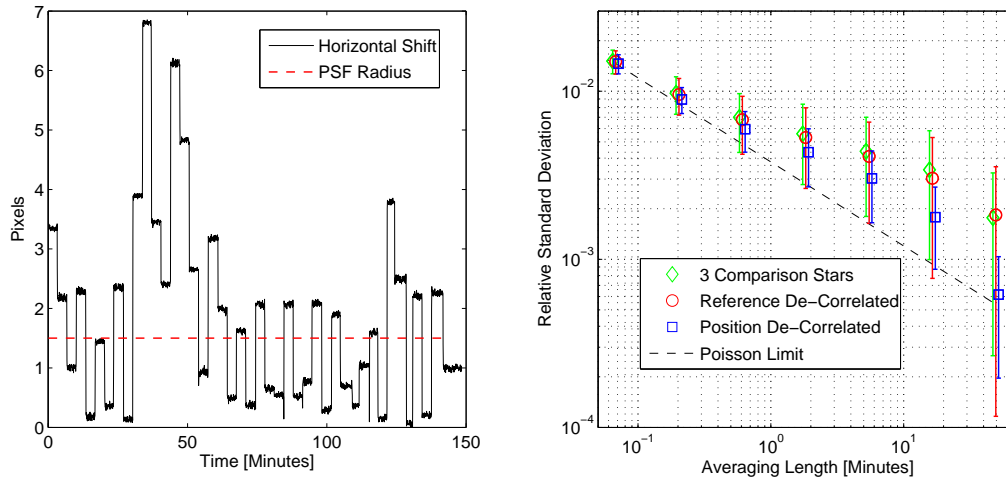 7
6
5
4
3
2
1
0
Pixels
Horizontal Shift
PSF Radius
0 50 100 150
Time [Minutes]
10⁻²
10⁻³
10⁻⁴
Relative Standard Deviation
3 Comparison Stars
Reference De−Correlated
Position De−Correlated
Poisson Limit
10⁻¹ 10⁰ 10¹
Averaging Length [Minutes]